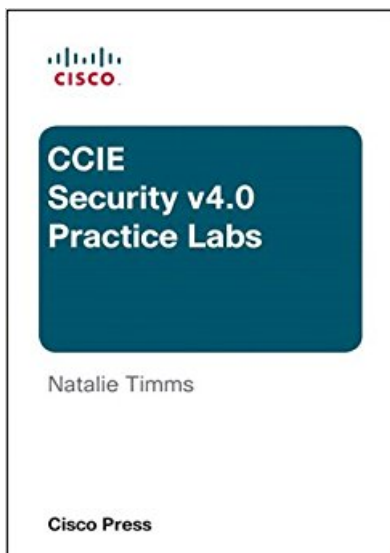 CISCO
CCIE
Security v4.0
Practice Labs
Natalie Timms
Cisco Press